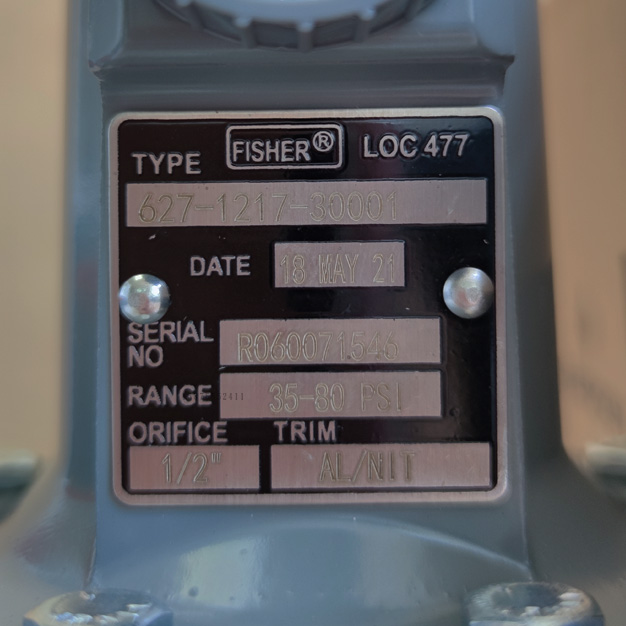 FISHER® LOC 477
TYPE
627-1217-30001
DATE 18 MAY 21
SERIAL NO R060071546
RANGE 2411 35-80 PSI
ORIFICE TRIM
1/2" AL/NIT